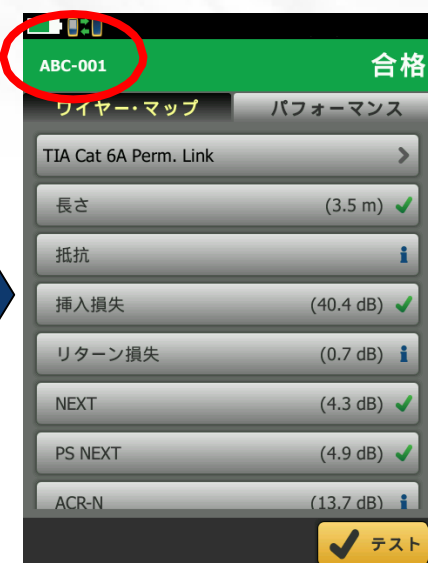 ABC-001
合格
ワイヤー・マップ
パフォーマンス
TIA Cat 6A Perm. Link
長さ (3.5 m)
抵抗
挿入損失 (40.4 dB)
リターン損失 (0.7 dB)
NEXT (4.3 dB)
PS NEXT (4.9 dB)
ACR-N (13.7 dB)
テスト